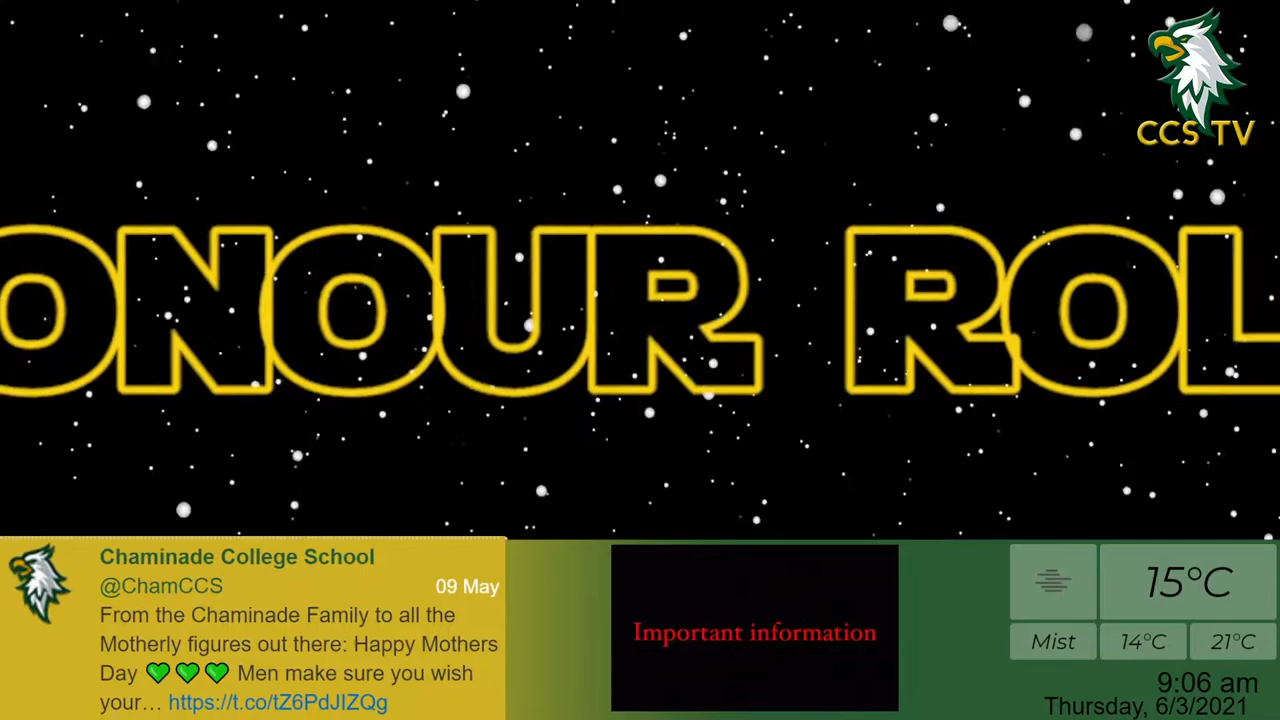 CCS TV
ONOUR ROL
Chaminade College School
@ChamCCS
09 May
From the Chaminade Family to all the
Motherly figures out there: Happy Mothers
Day 💚💚💚 Men make sure you wish
your… https://t.co/tZ6PdJIZQg
Important information
15°C
Mist
14°C
21°C
9:06 am
Thursday, 6/3/2021